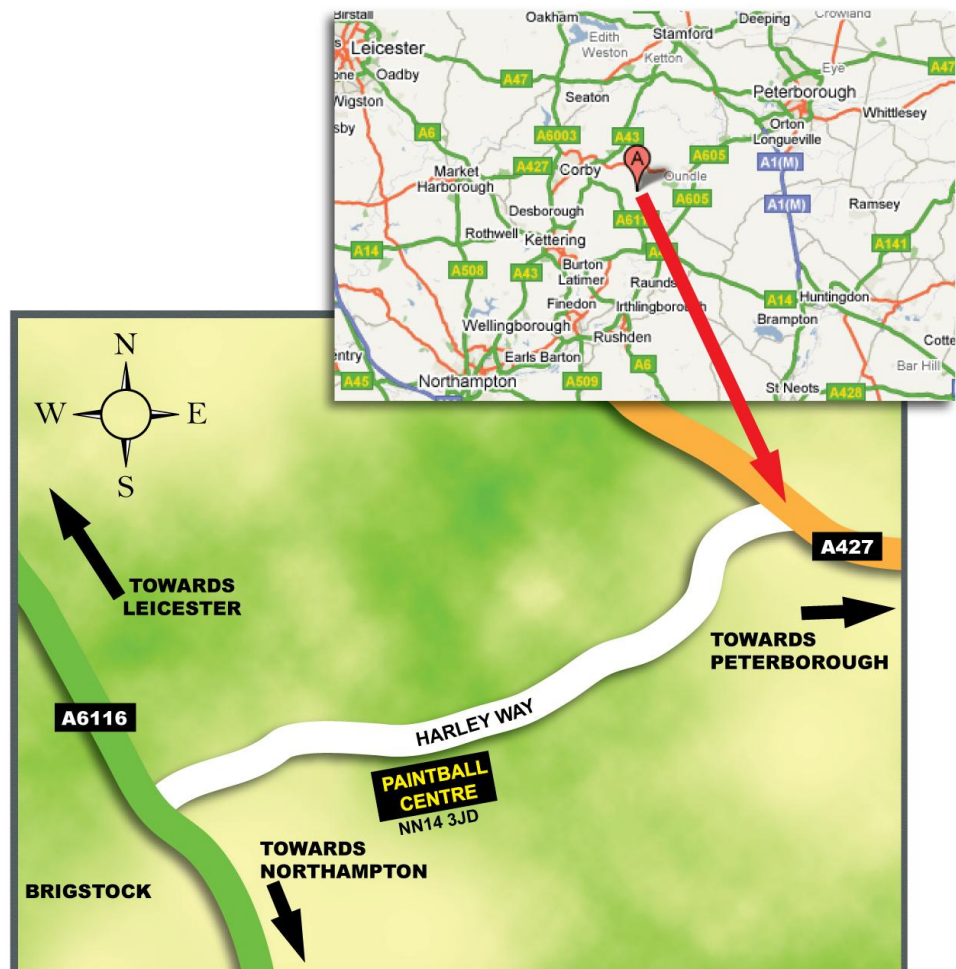 Birstall
Leicester
Oadby
Wigston
Oakham
Edith
Weston
Ketton
Stamford
Deeping
Crowland
A47
A47
Seaton
Peterborough
Eye
Whittlesey
Orton
Longueville
A6
A6003
A43
A427
Corby
A
Oundle
A605
A1(M)
Market
Harborough
A605
A1(M)
Ramsey
Desborough
A14
Rothwell
Kettering
A141
A508
A43
Burton
Latimer
Raunds
A14
Huntingdon
Finedon
Irthlingborough
Brampton
Wellingborough
Rushden
Cotte
Earls Barton
Bar Hill
A45
Northampton
A509
A6
St Neots
A428
N
W
E
S
TOWARDS
LEICESTER
A427
TOWARDS
PETERBOROUGH
A6116
HARLEY WAY
PAINTBALL
CENTRE
NN14 3JD
TOWARDS
NORTHAMPTON
BRIGSTOCK